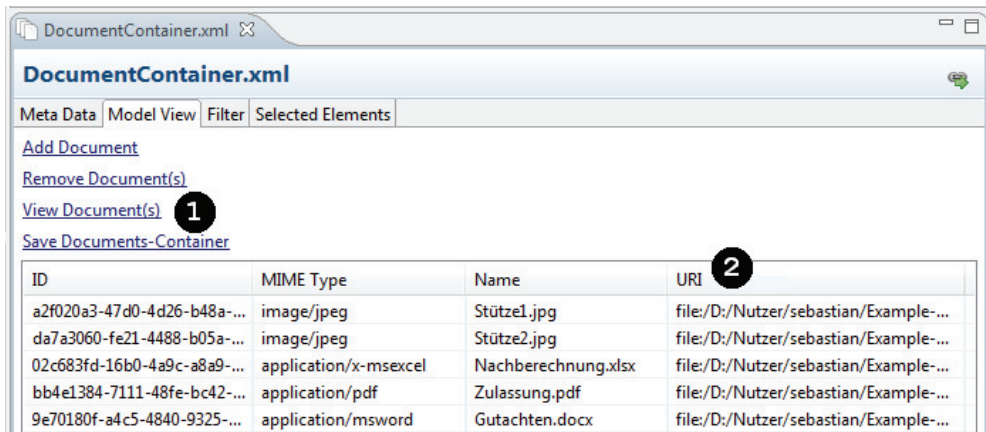 DocumentContainer.xml
DocumentContainer.xml
Meta Data Model View Filter Selected Elements
Add Document
Remove Document(s)
View Document(s) 1
Save Documents-Container
2
ID MIME Type Name URI
a2f020a3-47d0-4d26-b48a-... image/jpeg Stütze1.jpg file:/D:/Nutzer/sebastian/Example-...
da7a3060-fe21-4488-b05a-... image/jpeg Stütze2.jpg file:/D:/Nutzer/sebastian/Example-...
02c683fd-16b0-4a9c-a8a9-... application/x-msexcel Nachberechnung.xlsx file:/D:/Nutzer/sebastian/Example-...
bb4e1384-7111-48fe-bc42-... application/pdf Zulassung.pdf file:/D:/Nutzer/sebastian/Example-...
9e70180f-a4c5-4840-9325-... application/msword Gutachten.docx file:/D:/Nutzer/sebastian/Example-...